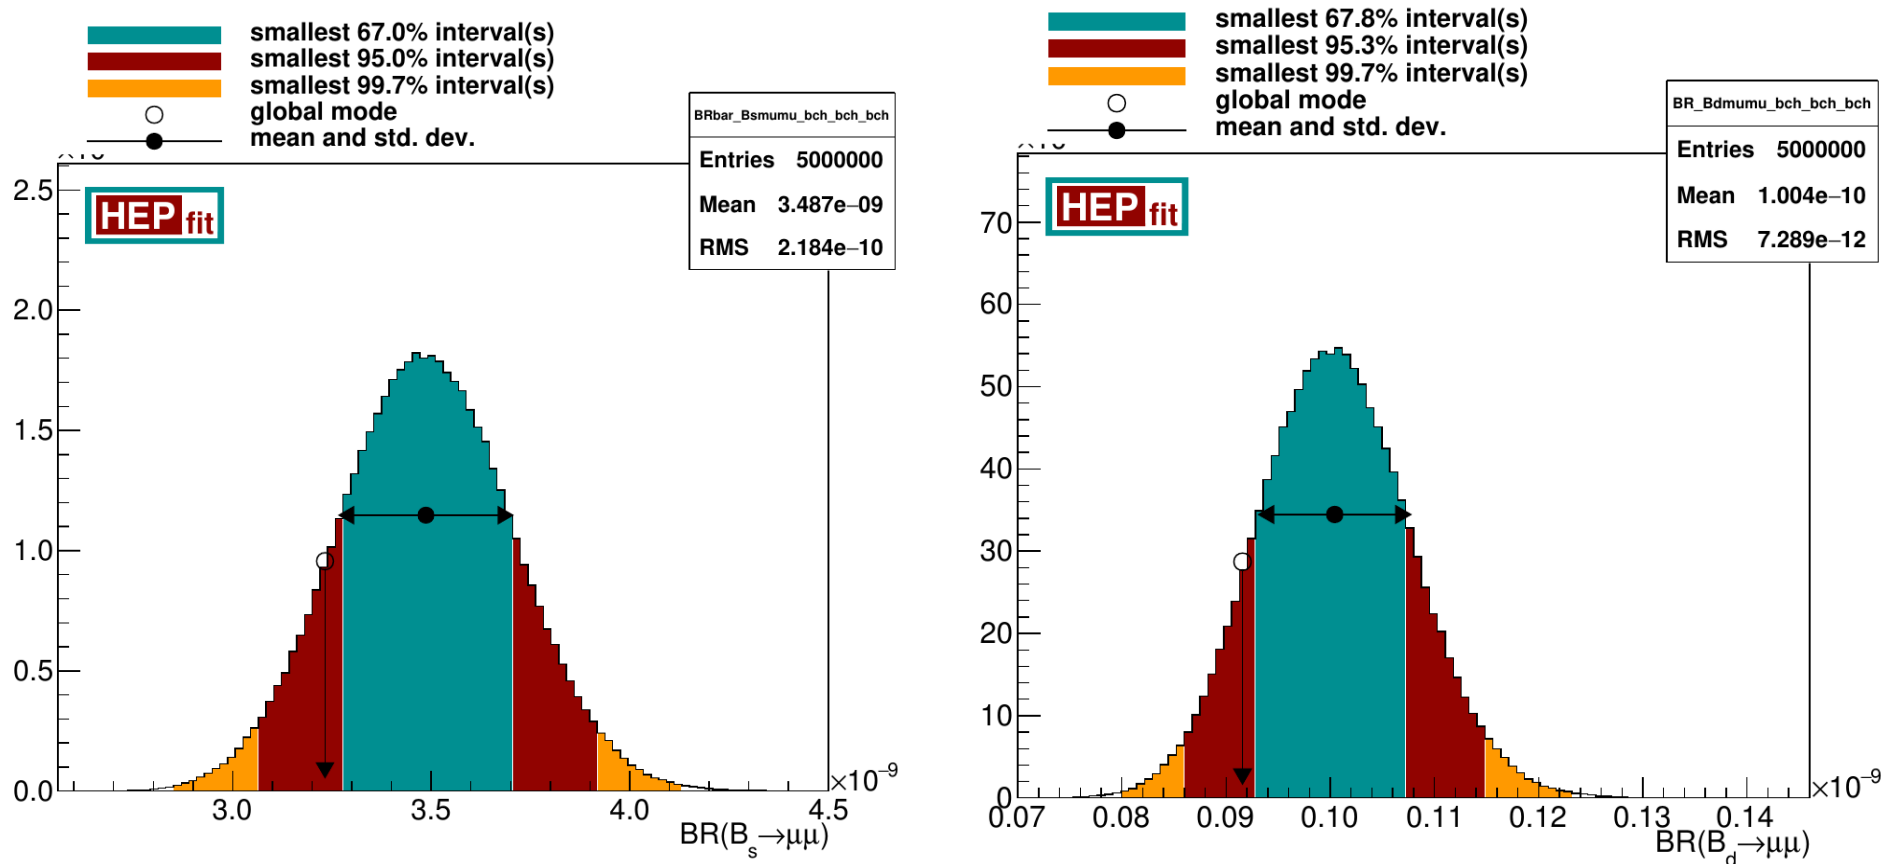 smallest 67.0% interval(s)
smallest 95.0% interval(s)
smallest 99.7% interval(s)
global mode
mean and std. dev.
BRbar_Bsmumu_bch_bch_bch
Entries 5000000
Mean 3.487e−09
RMS 2.184e−10
HEP fit
2.5
2.0
1.5
1.0
0.5
0.0
3.0 3.5 4.0 4.5
×10−9
BR(Bs→μμ)
smallest 67.8% interval(s)
smallest 95.3% interval(s)
smallest 99.7% interval(s)
global mode
mean and std. dev.
BR_Bdmumu_bch_bch_bch
Entries 5000000
Mean 1.004e−10
RMS 7.289e−12
HEP fit
70
60
50
40
30
20
10
0
0.07 0.08 0.09 0.10 0.11 0.12 0.13 0.14
×10−9
BR(Bd→μμ)